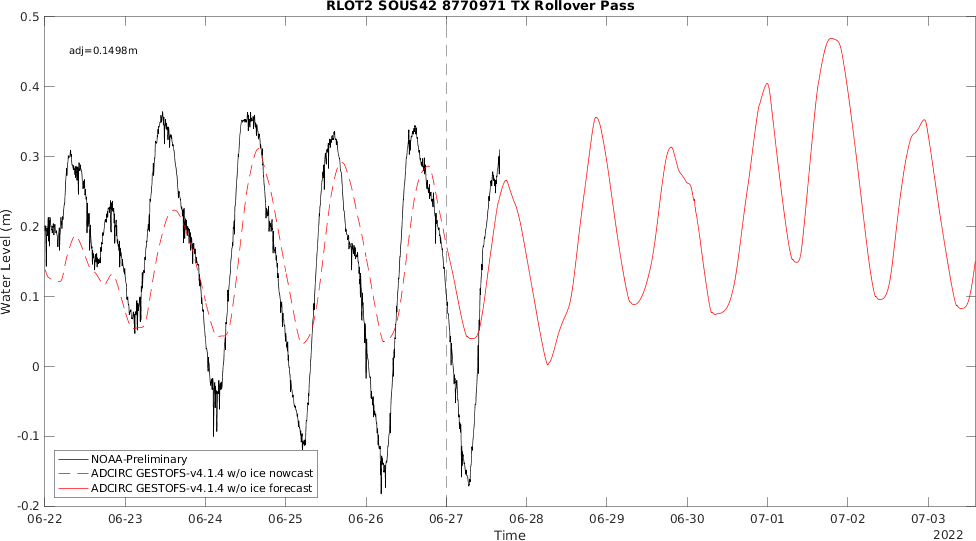 RLOT2 SOUS42 8770971 TX Rollover Pass
adj=0.1498m
Water Level (m)
0.5
0.4
0.3
0.2
0.1
0
-0.1
-0.2
NOAA-Preliminary
ADCIRC GESTOFS-v4.1.4 w/o ice nowcast
ADCIRC GESTOFS-v4.1.4 w/o ice forecast
06-22 06-23 06-24 06-25 06-26 06-27 06-28 06-29 06-30 07-01 07-02 07-03
Time
2022